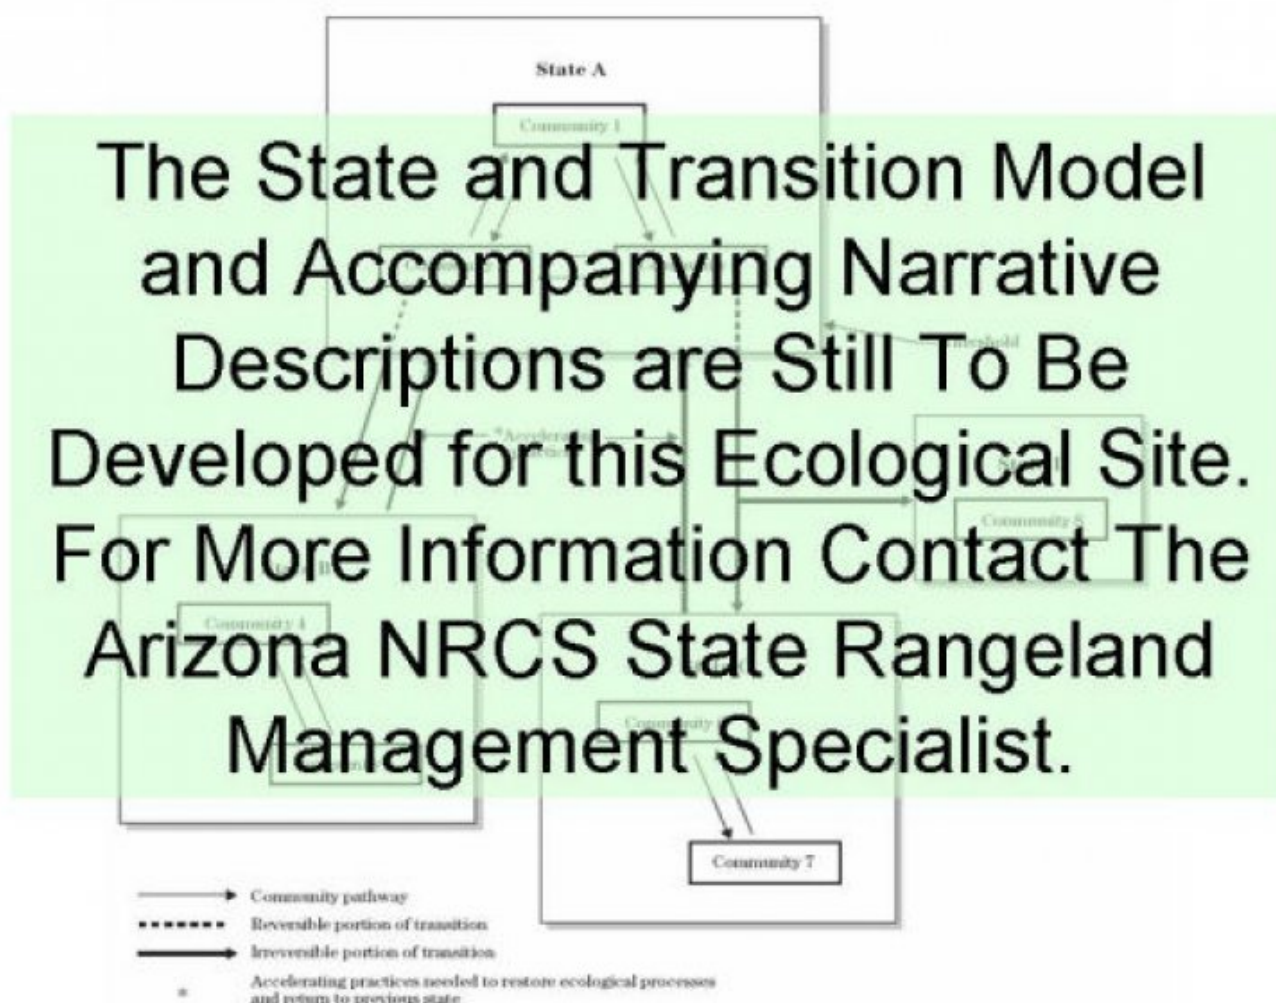 State A
Community 1
The State and Transition Model
and Accompanying Narrative
Descriptions are Still To Be
Developed for this Ecological Site.
For More Information Contact The
Arizona NRCS State Rangeland
Management Specialist.
Community 4
Community 7
Community pathway
Reversible portion of transition
Irreversible portion of transition
* Accelerating practices needed to restore ecological processes
and return to previous state